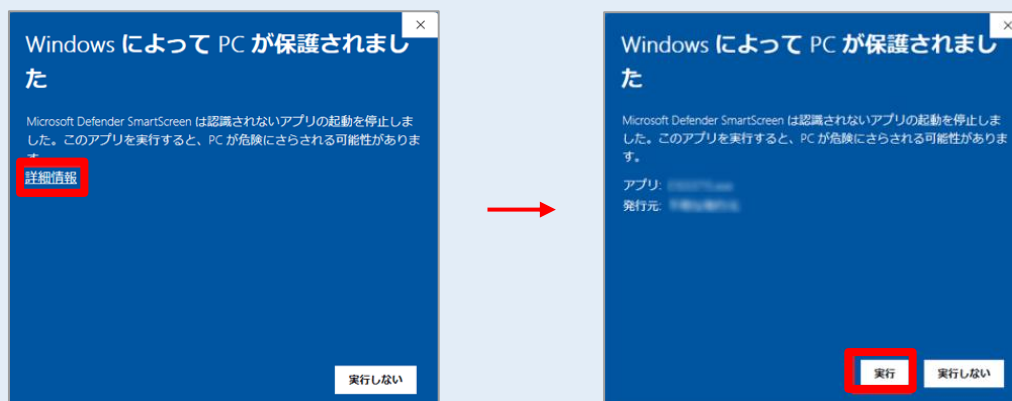 Windows によって PC が保護されまし
た
Microsoft Defender SmartScreen は認識されないアプリの起動を停止しま
した。このアプリを実行すると、PC が危険にさらされる可能性がありま
す。
詳細情報
実行しない
Windows によって PC が保護されまし
た
Microsoft Defender SmartScreen は認識されないアプリの起動を停止しま
した。このアプリを実行すると、PC が危険にさらされる可能性がありま
す。
アプリ:
発行元:
実行
実行しない